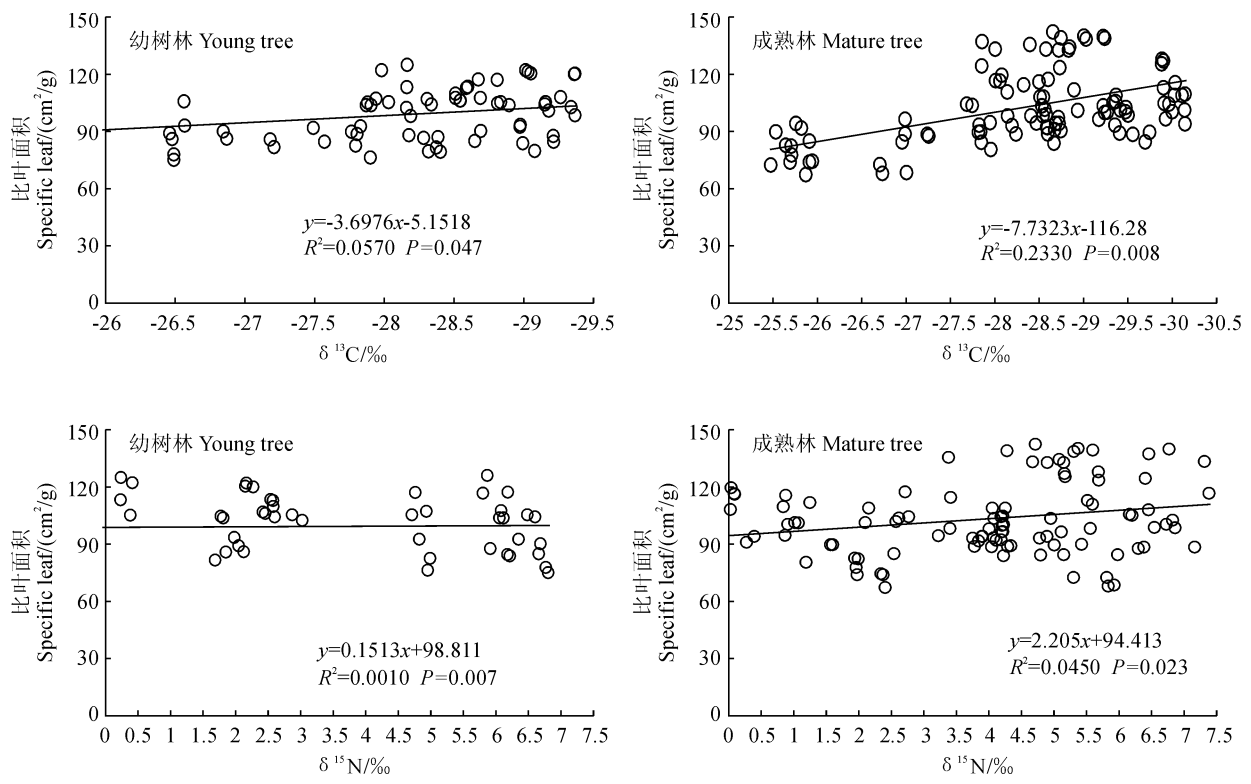 幼树林 Young tree
比叶面积
Specific leaf/(cm²/g)
150
120
90
60
30
0
y=-3.6976x-5.1518
R²=0.0570 P=0.047
-26 -26.5 -27 -27.5 -28 -28.5 -29 -29.5
δ ¹³C/‰
成熟林 Mature tree
比叶面积
Specific leaf/(cm²/g)
150
120
90
60
30
0
y=-7.7323x-116.28
R²=0.2330 P=0.008
-25 -25.5 -26 -26.5 -27 -27.5 -28 -28.5 -29 -29.5 -30 -30.5
δ ¹³C/‰
幼树林 Young tree
比叶面积
Specific leaf/(cm²/g)
150
120
90
60
30
0
y=0.1513x+98.811
R²=0.0010 P=0.007
0 0.5 1 1.5 2 2.5 3 3.5 4 4.5 5 5.5 6 6.5 7 7.5
δ ¹⁵N/‰
成熟林 Mature tree
比叶面积
Specific leaf/(cm²/g)
150
120
90
60
30
0
y=2.205x+94.413
R²=0.0450 P=0.023
0 0.5 1 1.5 2 2.5 3 3.5 4 4.5 5 5.5 6 6.5 7 7.5
δ ¹⁵N/‰